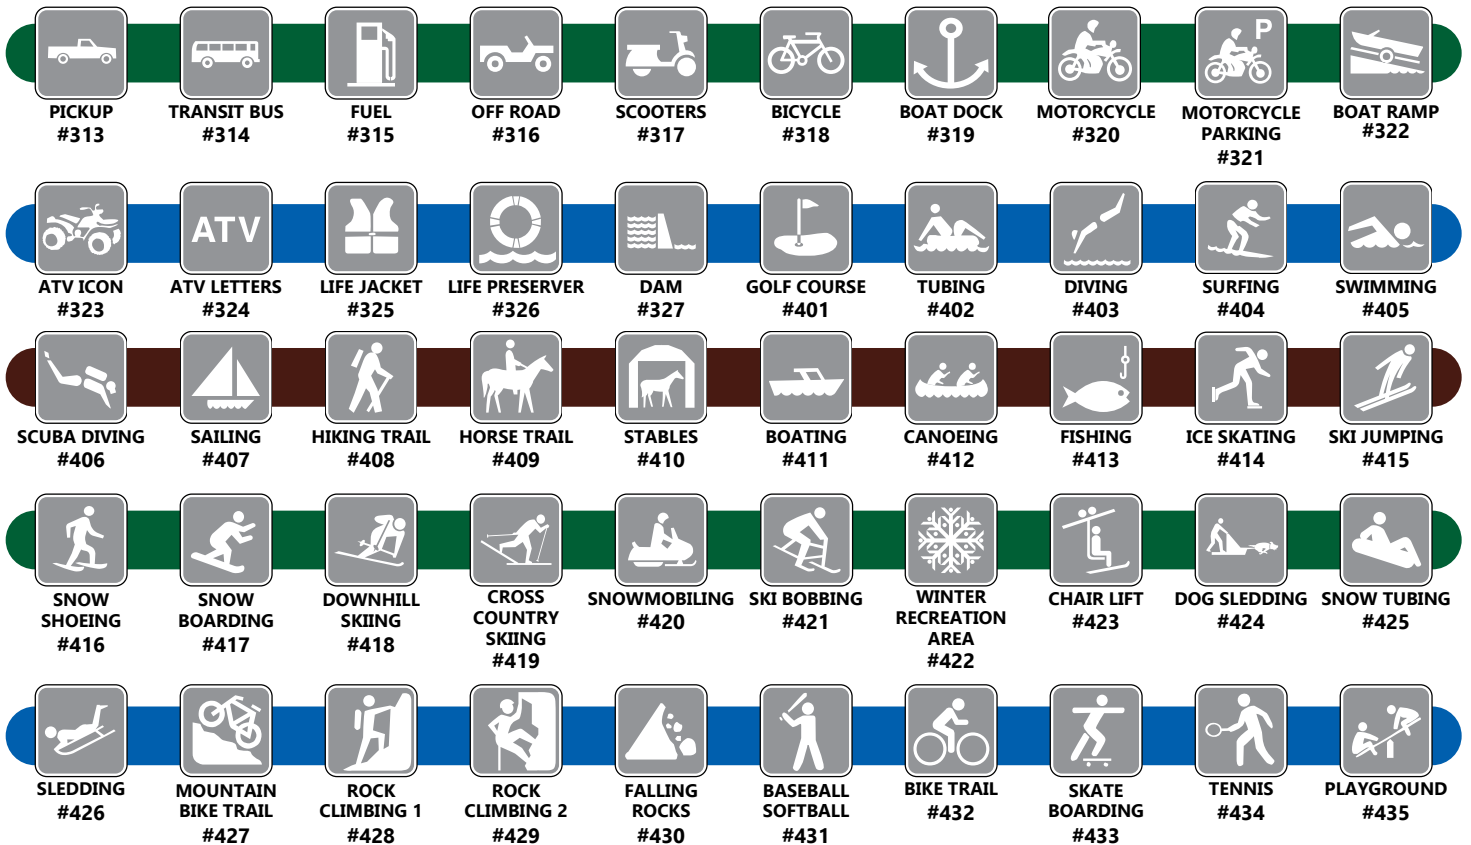 P
PICKUP
#313
TRANSIT BUS
#314
FUEL
#315
OFF ROAD
#316
SCOOTERS
#317
BICYCLE
#318
BOAT DOCK
#319
MOTORCYCLE
#320
MOTORCYCLE
PARKING
#321
BOAT RAMP
#322
ATV
ATV ICON
#323
ATV LETTERS
#324
LIFE JACKET
#325
LIFE PRESERVER
#326
DAM
#327
GOLF COURSE
#401
TUBING
#402
DIVING
#403
SURFING
#404
SWIMMING
#405
SCUBA DIVING
#406
SAILING
#407
HIKING TRAIL
#408
HORSE TRAIL
#409
STABLES
#410
BOATING
#411
CANOEING
#412
FISHING
#413
ICE SKATING
#414
SKI JUMPING
#415
SNOW
SHOEING
#416
SNOW
BOARDING
#417
DOWNHILL
SKIING
#418
CROSS
COUNTRY
SKIING
#419
SNOWMOBILING
#420
SKI BOBBING
#421
WINTER
RECREATION
AREA
#422
CHAIR LIFT
#423
DOG SLEDDING
#424
SNOW TUBING
#425
SLEDDING
#426
MOUNTAIN
BIKE TRAIL
#427
ROCK
CLIMBING 1
#428
ROCK
CLIMBING 2
#429
FALLING
ROCKS
#430
BASEBALL
SOFTBALL
#431
BIKE TRAIL
#432
SKATE
BOARDING
#433
TENNIS
#434
PLAYGROUND
#435